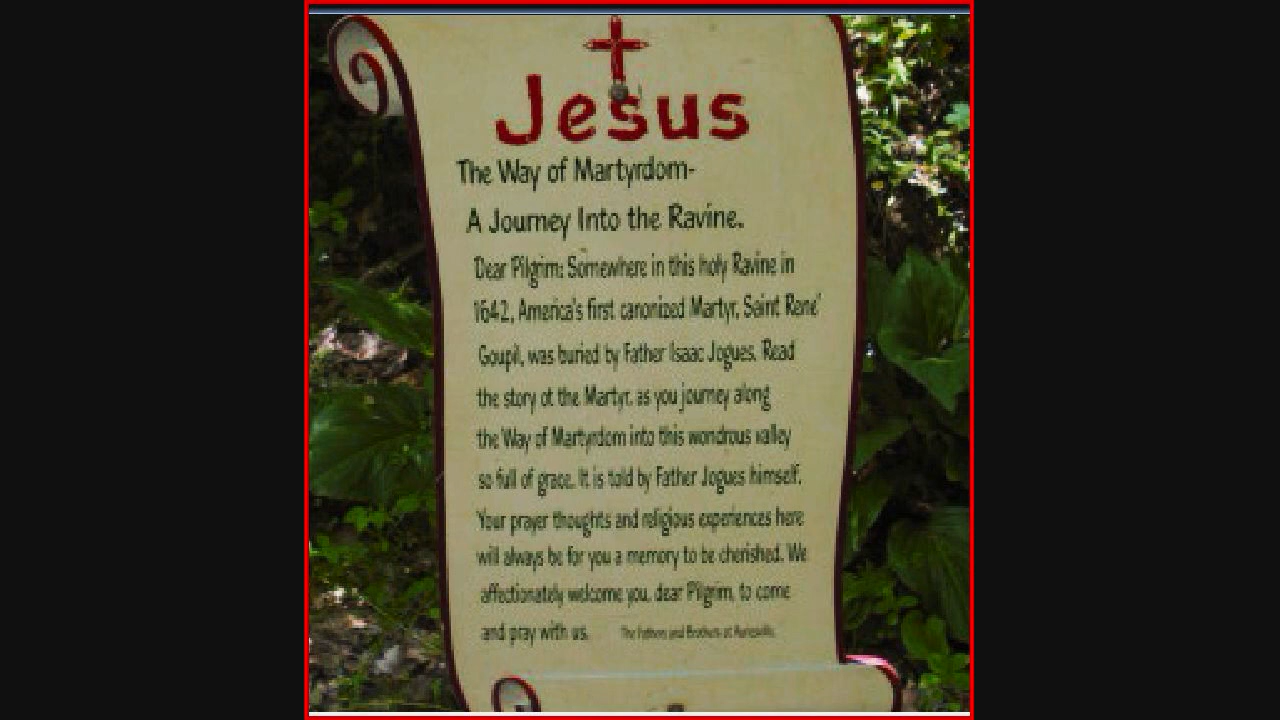 Jesus
The Way of Martyrdom-
A Journey Into the Ravine.
Dear Pilgrim: Somewhere in this holy Ravine in
1642, America's first canonized Martyr, Saint Rene'
Goupil, was buried by Father Isaac Jogues. Read
the story of the Martyr, as you journey along
the Way of Martyrdom into this wondrous valley
so full of grace. It is told by Father Jogues himself.
Your prayer thoughts and religious experiences here
will always be for you a memory to be cherished. We
affectionately welcome you, dear Pilgrim, to come
and pray with us. The Fathers and Brothers at Auriesville.